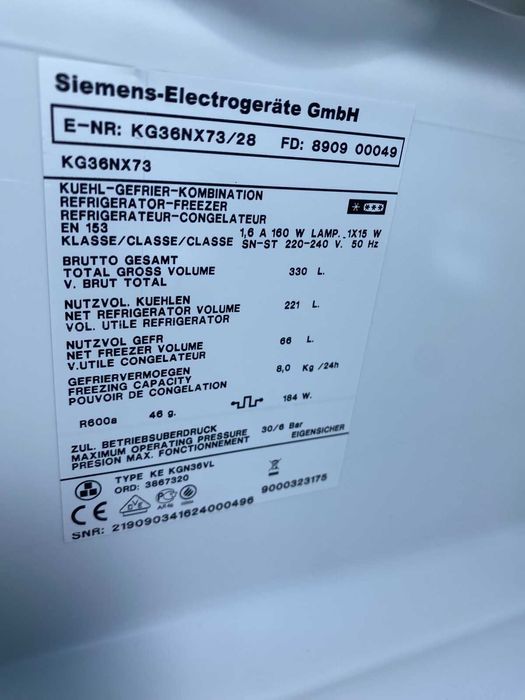 Siemens-Electrogeräte GmbH
E-NR: KG36NX73/28 FD: 8909 00049
KG36NX73
KUEHL-GEFRIER-KOMBINATION
REFRIGERATOR-FREEZER
REFRIGERATEUR-CONGELATEUR
EN 153 1,6 A 160 W LAMP. 1X15 W
KLASSE/CLASSE/CLASSE SN-ST 220-240 V. 50 Hz
BRUTTO GESAMT
TOTAL GROSS VOLUME 330 L.
V. BRUT TOTAL
NUTZVOL. KUEHLEN
NET REFRIGERATOR VOLUME 221 L.
VOL. UTILE REFRIGERATOR
NUTZVOL GEFR
NET FREEZER VOLUME 66 L.
V.UTILE CONGELATEUR
GEFRIERVERMOEGEN
FREEZING CAPACITY 8,0 Kg /24h
POUVOIR DE CONGELATION
R600a 46 g. 184 W.
ZUL. BETRIEBSUBERDRUCK 30/6 Bar
MAXIMUM OPERATING PRESSURE EIGENSICHER
PRESION MAX. FONCTIONNEMENT
TYPE KE KGN36VL
ORD: 3867320 9000323175
CE
SNR: 219090341624000496